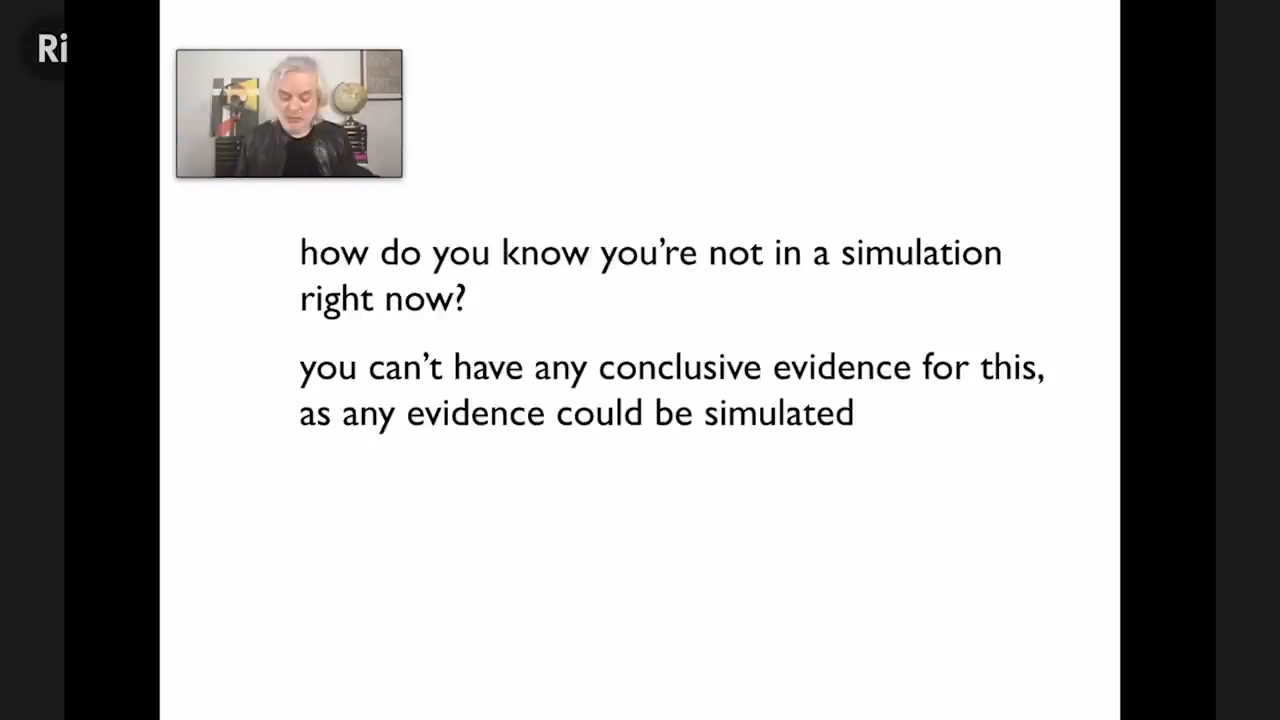 Ri
how do you know you're not in a simulation
right now?
you can't have any conclusive evidence for this,
as any evidence could be simulated